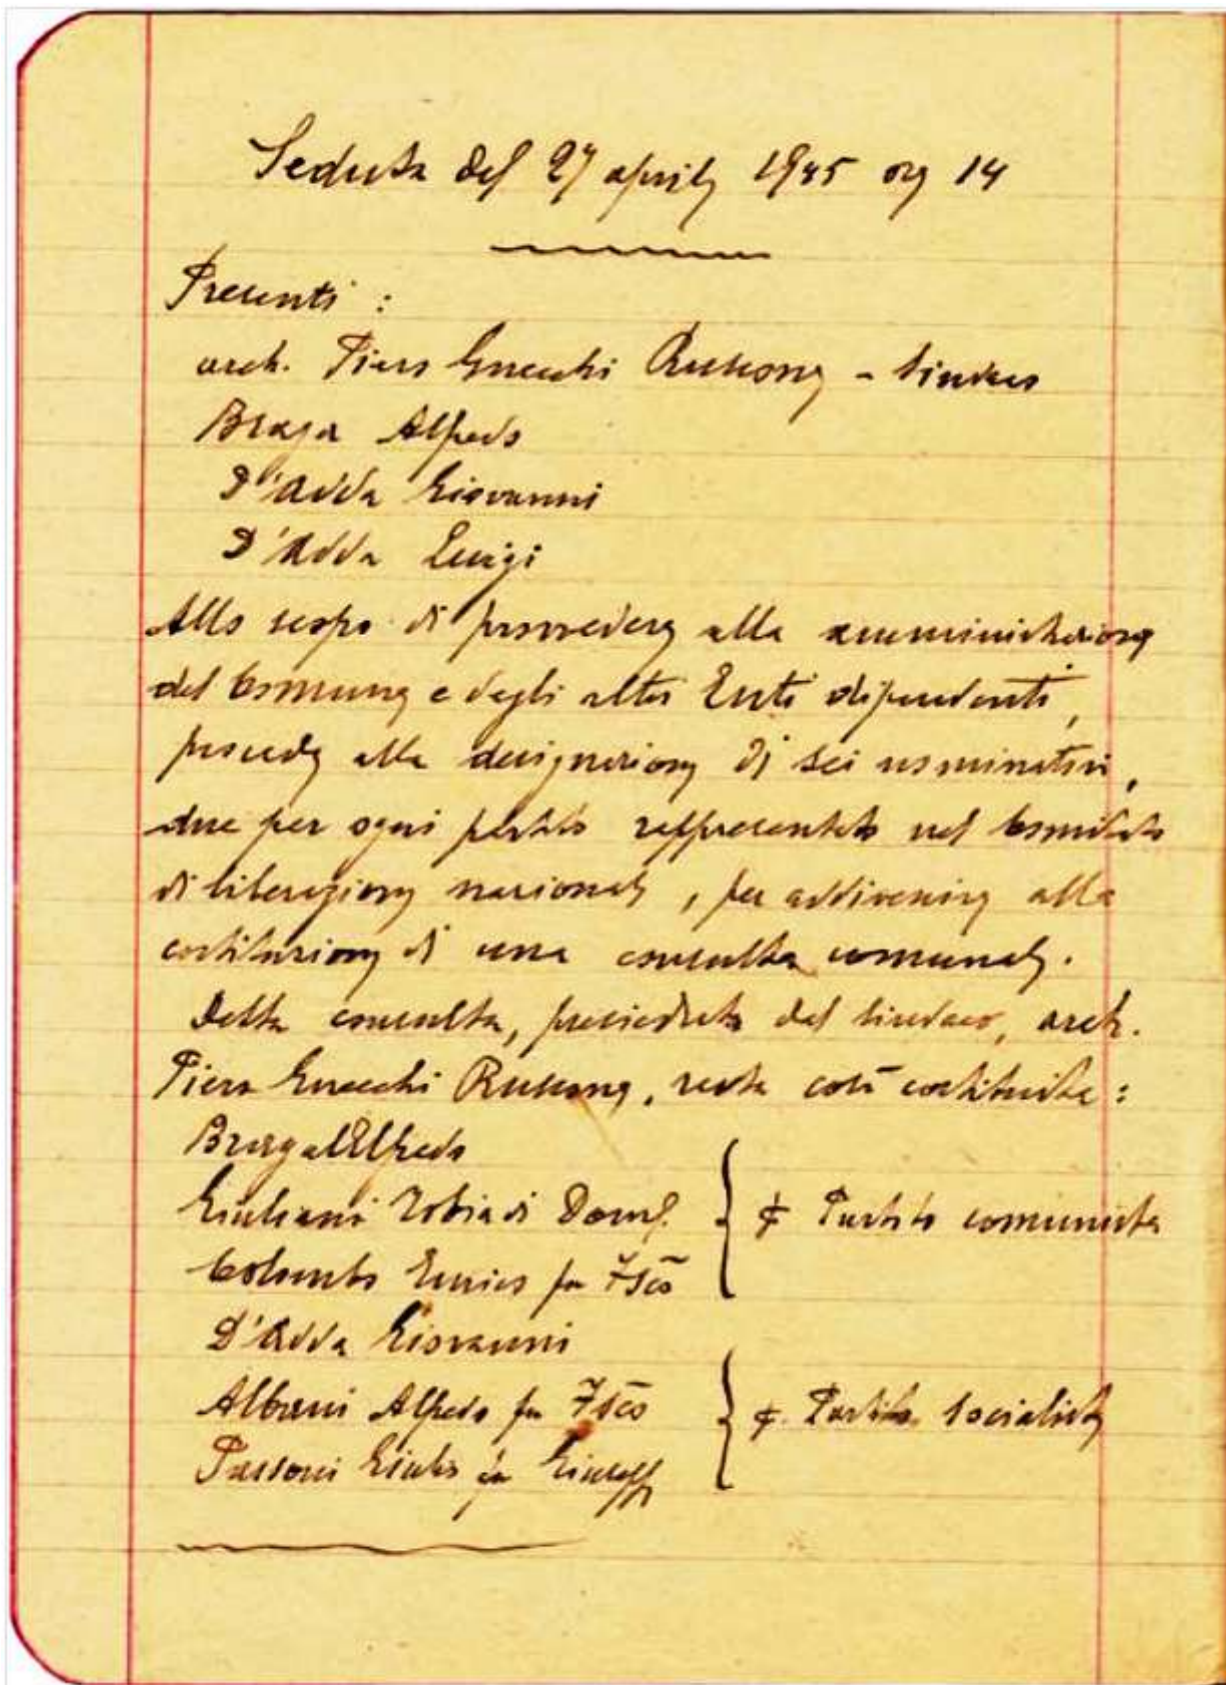 Seduta del 27 aprile 1945 ore 14
Presenti :
arch. Piero Gnecchi Ruscone - Sindaco
Braga Alfredo
D'Adda Giovanni
D'Adda Luigi
Allo scopo di provvedere alla amministrazione
del Comune e degli altri Enti dipendenti,
procede alla designazione di sei nominativi,
due per ogni partito rappresentato nel Comitato
di liberazione nazionale, per addivenire alla
costituzione di una consulta comunale.
Detta consulta, presieduta dal Sindaco, arch.
Piero Gnecchi Ruscone, resta così costituita :
Braga Alfredo
Giuliani Tobia di Dom.
Colombo Enrico fu Fsco
} Partito comunista
D'Adda Giovanni
Albani Alfredo fu Fsco
Passoni Giulio fu Giuseppe
} Partito Socialista